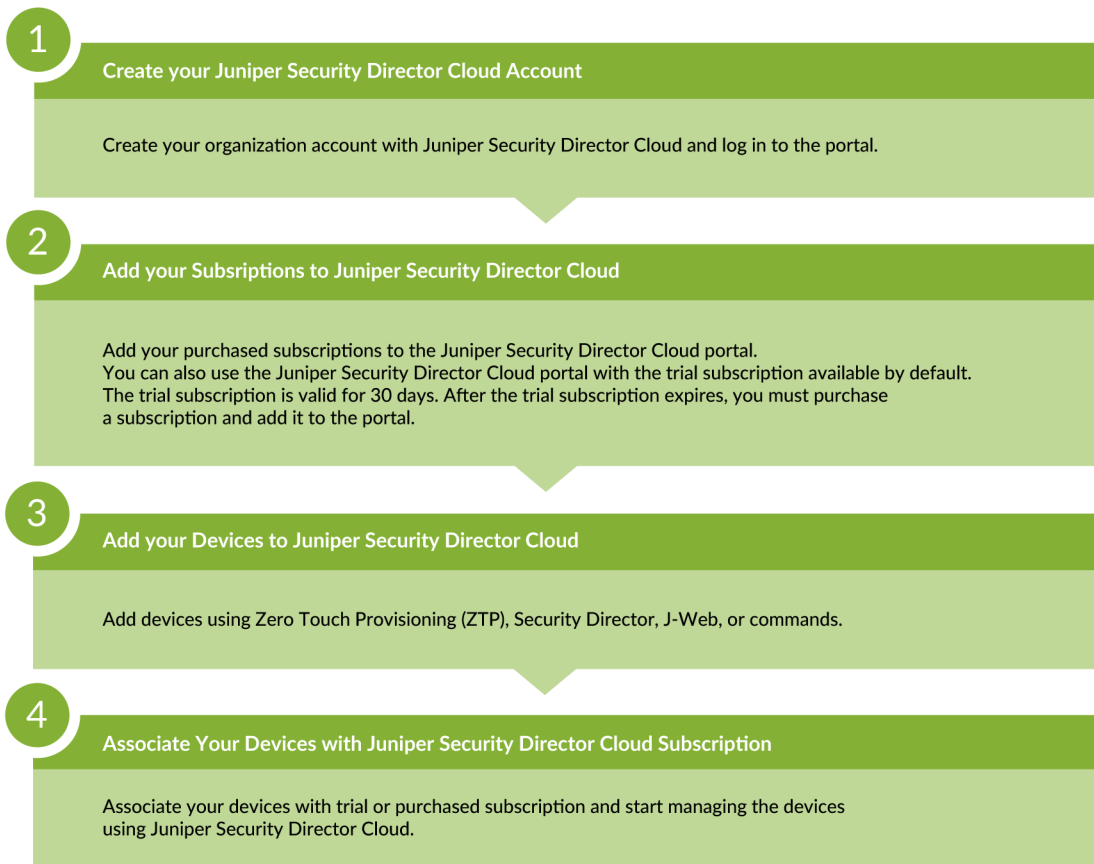 1
Create your Juniper Security Director Cloud Account
Create your organization account with Juniper Security Director Cloud and log in to the portal.
2
Add your Subsriptions to Juniper Security Director Cloud
Add your purchased subscriptions to the Juniper Security Director Cloud portal.
You can also use the Juniper Security Director Cloud portal with the trial subscription available by default.
The trial subscription is valid for 30 days. After the trial subscription expires, you must purchase
a subscription and add it to the portal.
3
Add your Devices to Juniper Security Director Cloud
Add devices using Zero Touch Provisioning (ZTP), Security Director, J-Web, or commands.
4
Associate Your Devices with Juniper Security Director Cloud Subscription
Associate your devices with trial or purchased subscription and start managing the devices
using Juniper Security Director Cloud.